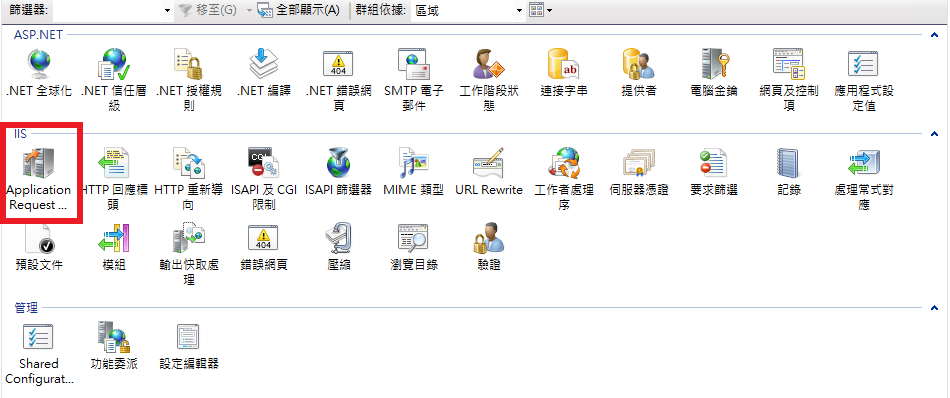 篩選器: 移至(G) 全部顯示(A) 群組依據: 區域
ASP.NET
.NET 全球化 .NET 信任層級 .NET 授權規則 .NET 編譯 .NET 錯誤網頁 SMTP 電子郵件 工作階段狀態 連接字串 提供者 電腦金鑰 網頁及控制項 應用程式設定值
404 ab 404
IIS
Application Request ... HTTP 回應標頭 HTTP 重新導向 ISAPI 及 CGI 限制 ISAPI 篩選器 MIME 類型 URL Rewrite 工作者處理序 伺服器憑證 要求篩選 記錄 處理常式對應
預設文件 模組 輸出快取處理 錯誤網頁 壓縮 瀏覽目錄 驗證
管理
Shared Configurat... 功能委派 設定編輯器